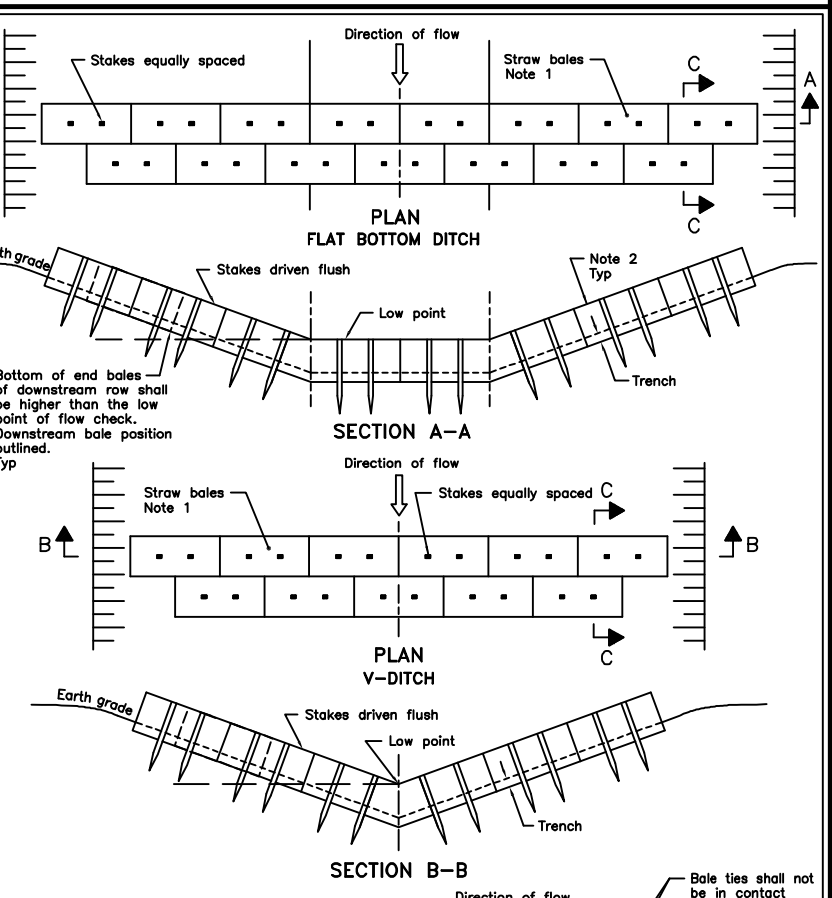 Direction of flow
Stakes equally spaced
Straw bales
Note 1
C
A
C
PLAN
FLAT BOTTOM DITCH
grade
Stakes driven flush
Note 2
Typ
Low point
Trench
Bottom of end bales
of downstream row shall
be higher than the low
point of flow check.
Downstream bale position
outlined.
Typ
SECTION A-A
Direction of flow
Straw bales
Note 1
Stakes equally spaced
C
B
B
C
PLAN
V-DITCH
Earth grade
Stakes driven flush
Low point
Trench
SECTION B-B
Direction of flow
Bale ties shall not
be in contact